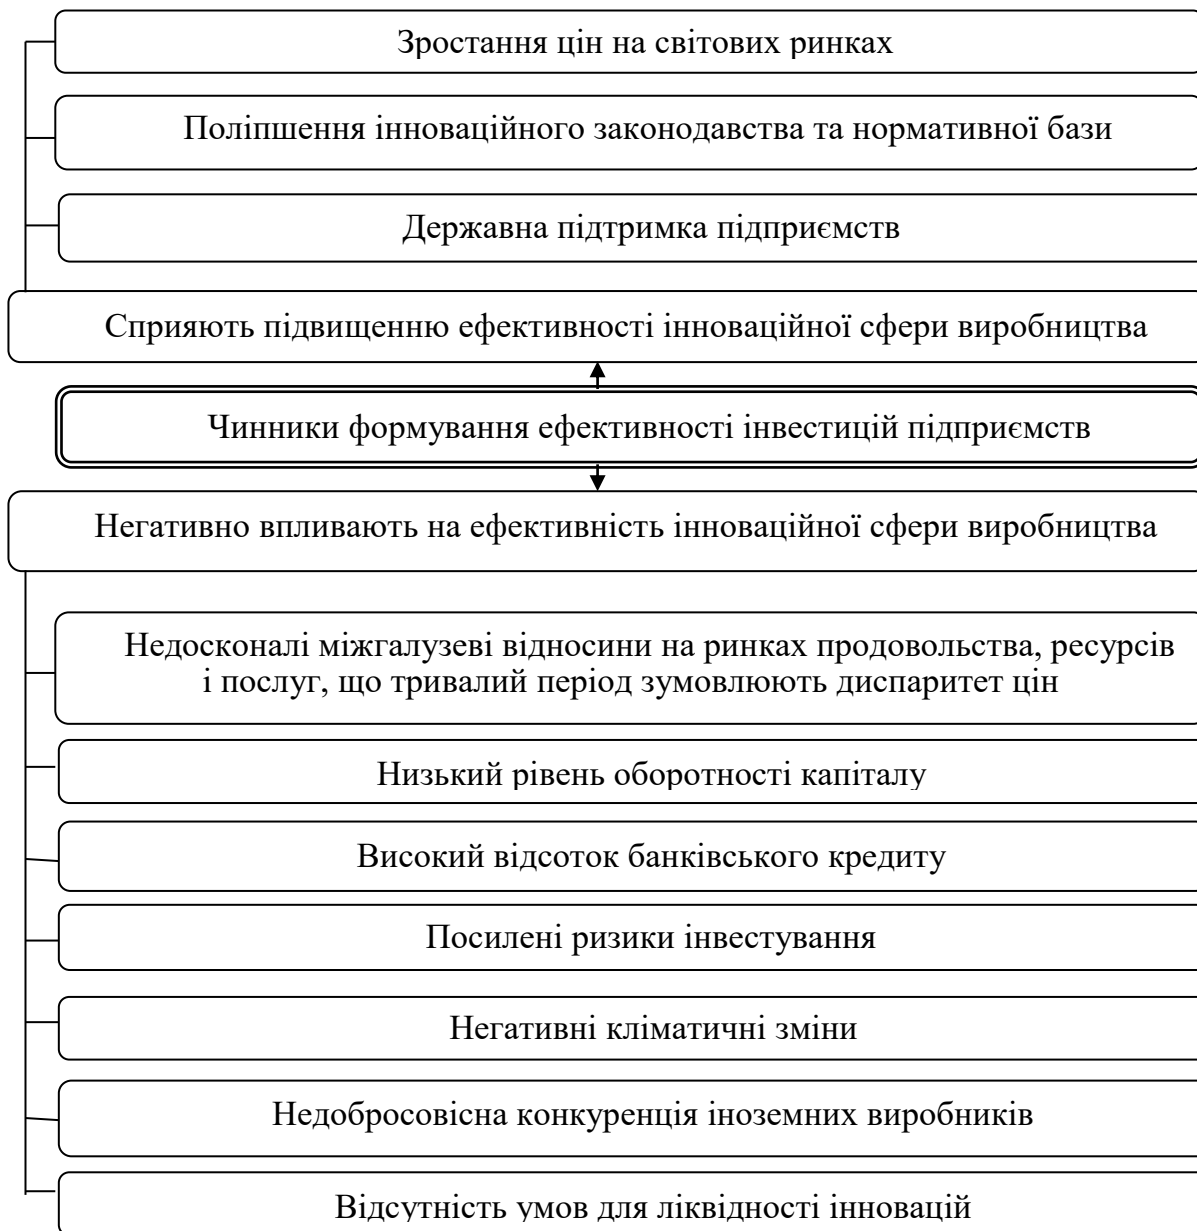 Зростання цін на світових ринках
Поліпшення інноваційного законодавства та нормативної бази
Державна підтримка підприємств
Сприяють підвищенню ефективності інноваційної сфери виробництва
Чинники формування ефективності інвестицій підприємств
Негативно впливають на ефективність інноваційної сфери виробництва
Недосконалі міжгалузеві відносини на ринках продовольства, ресурсів
і послуг, що тривалий період зумовлюють диспаритет цін
Низький рівень оборотності капіталу
Високий відсоток банківського кредиту
Посилені ризики інвестування
Негативні кліматичні зміни
Недобросовісна конкуренція іноземних виробників
Відсутність умов для ліквідності інновацій